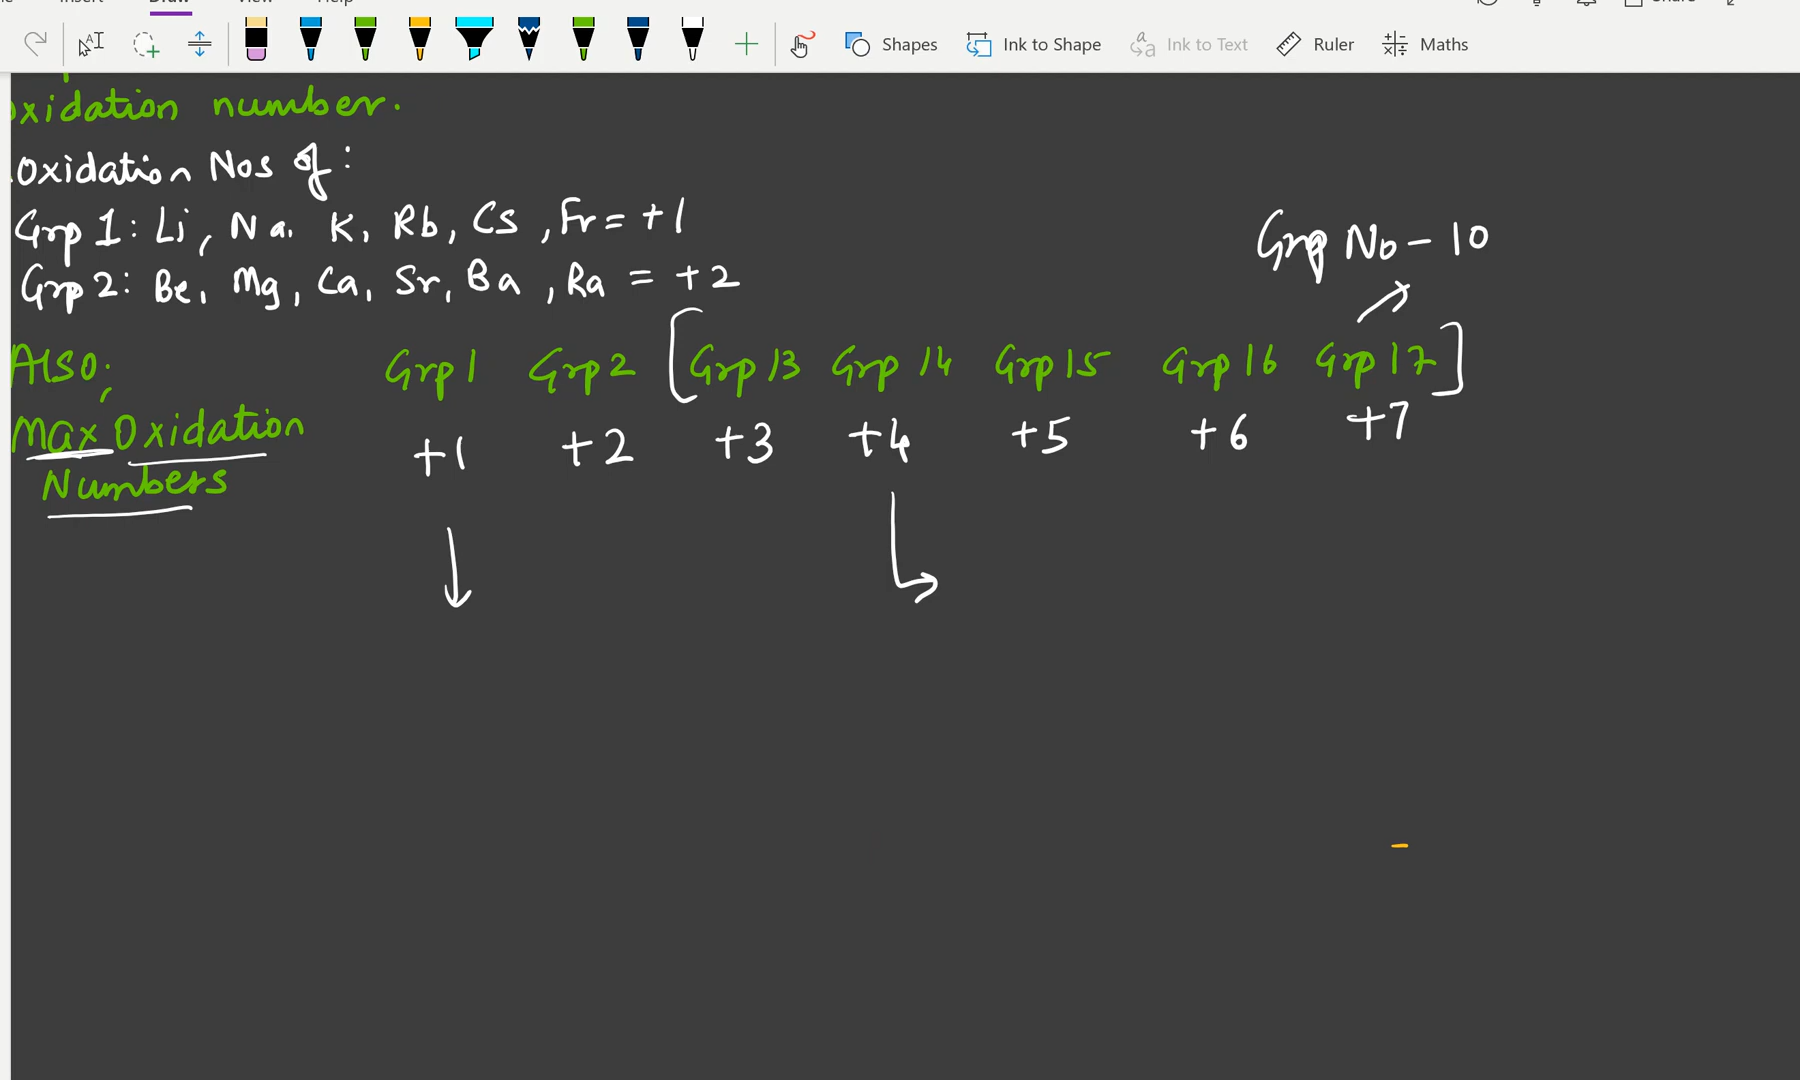 Draw
Help
Shapes
Ink to Shape
Ink to Text
Ruler
Maths
oxidation number.
Oxidation Nos of :
Grp 1: Li, Na, K, Rb, Cs, Fr = +1
Grp 2: Be, Mg, Ca, Sr, Ba, Ra = +2
Grp No - 10
Also; Grp 1 Grp 2 [Grp 13 Grp 14 Grp 15 Grp 16 Grp 17]
Max Oxidation +1 +2 +3 +4 +5 +6 +7
Numbers